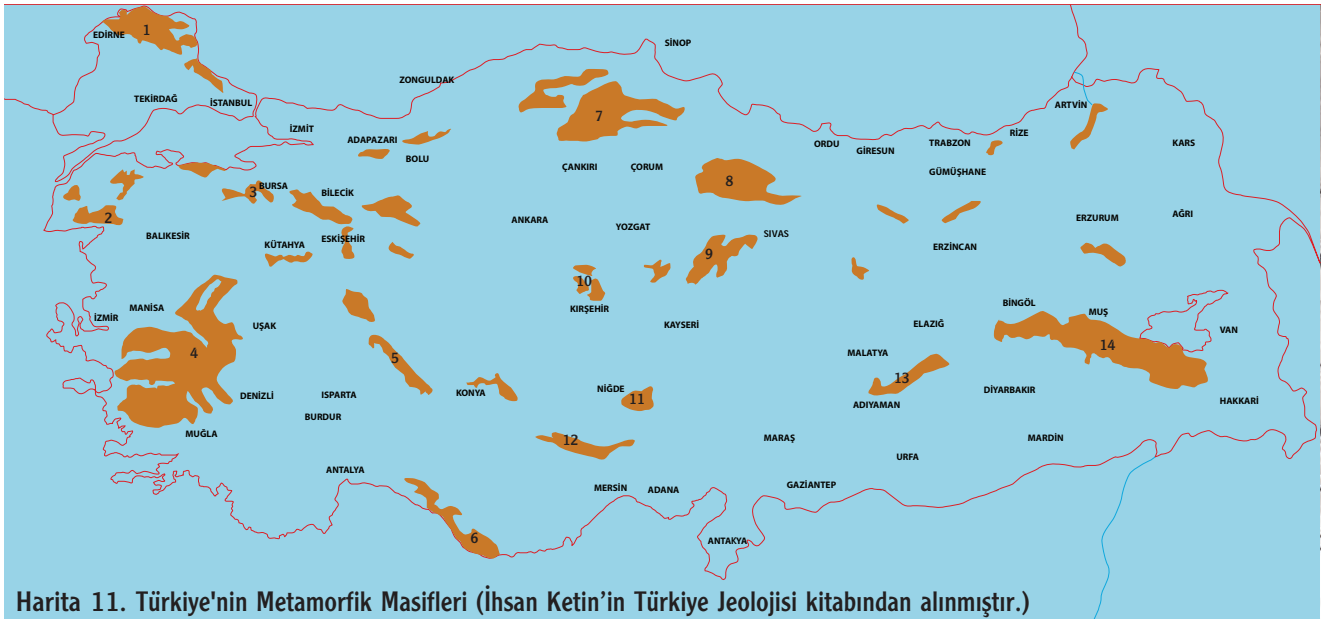 SİNOP
EDİRNE
1
ZONGULDAK
TEKİRDAĞ
İSTANBUL
ARTVİN
İZMİT
7
RİZE
ADAPAZARI
ORDU
GİRESUN
TRABZON
KARS
BOLU
ÇANKIRI
ÇORUM
GÜMÜŞHANE
8
3
BURSA
BİLECİK
2
ANKARA
YOZGAT
ERZURUM
AĞRI
BALIKESİR
SIVAS
ESKİŞEHİR
KÜTAHYA
ERZİNCAN
9
10
KIRŞEHİR
BİNGÖL
MANİSA
MUŞ
İZMİR
UŞAK
KAYSERİ
ELAZIĞ
VAN
14
4
5
MALATYA
13
NİĞDE
DİYARBAKIR
DENİZLİ
ISPARTA
KONYA
11
ADIYAMAN
HAKKARİ
BURDUR
MUĞLA
12
MARAŞ
MARDİN
URFA
ANTALYA
MERSİN
ADANA
GAZİANTEP
6
ANTAKYA
Harita 11. Türkiye'nin Metamorfik Masifleri (İhsan Ketin’in Türkiye Jeolojisi kitabından alınmıştır.)